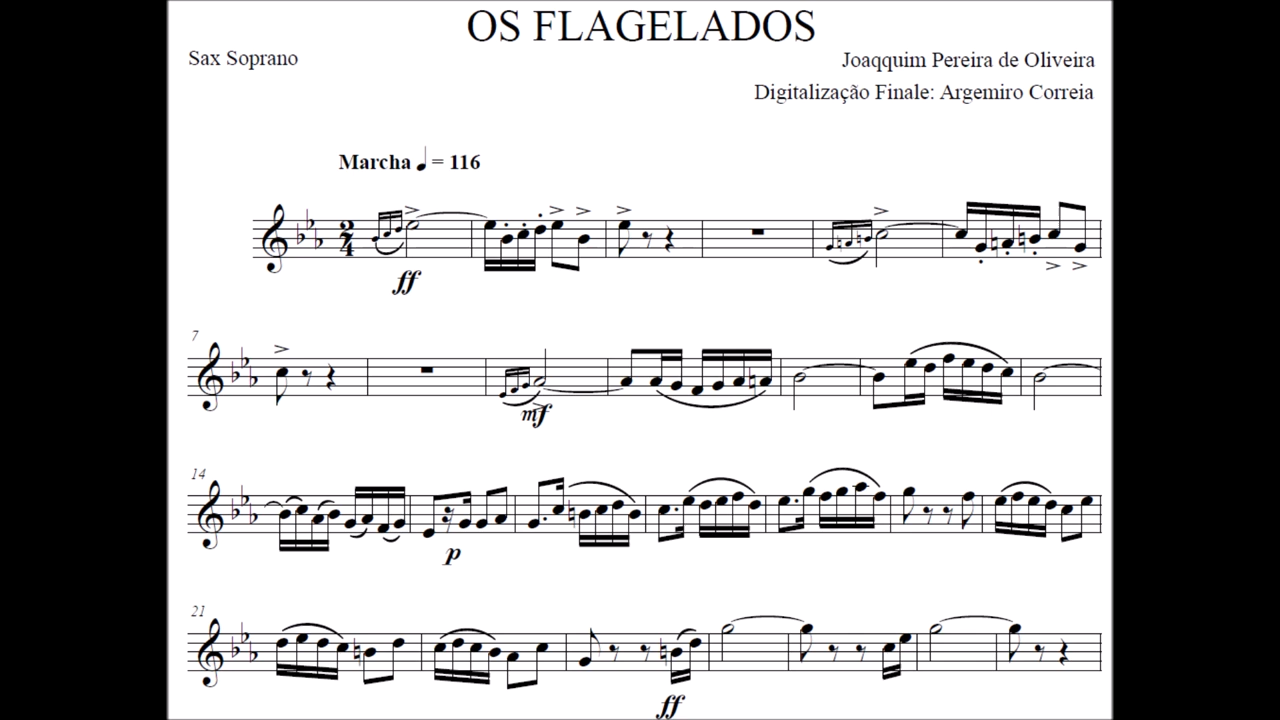 OS FLAGELADOS
Sax Soprano
Joaqquim Pereira de Oliveira
Digitalização Finale: Argemiro Correia
Marcha ♩ = 116
2
4
ff
7
mf
14
p
21
ff